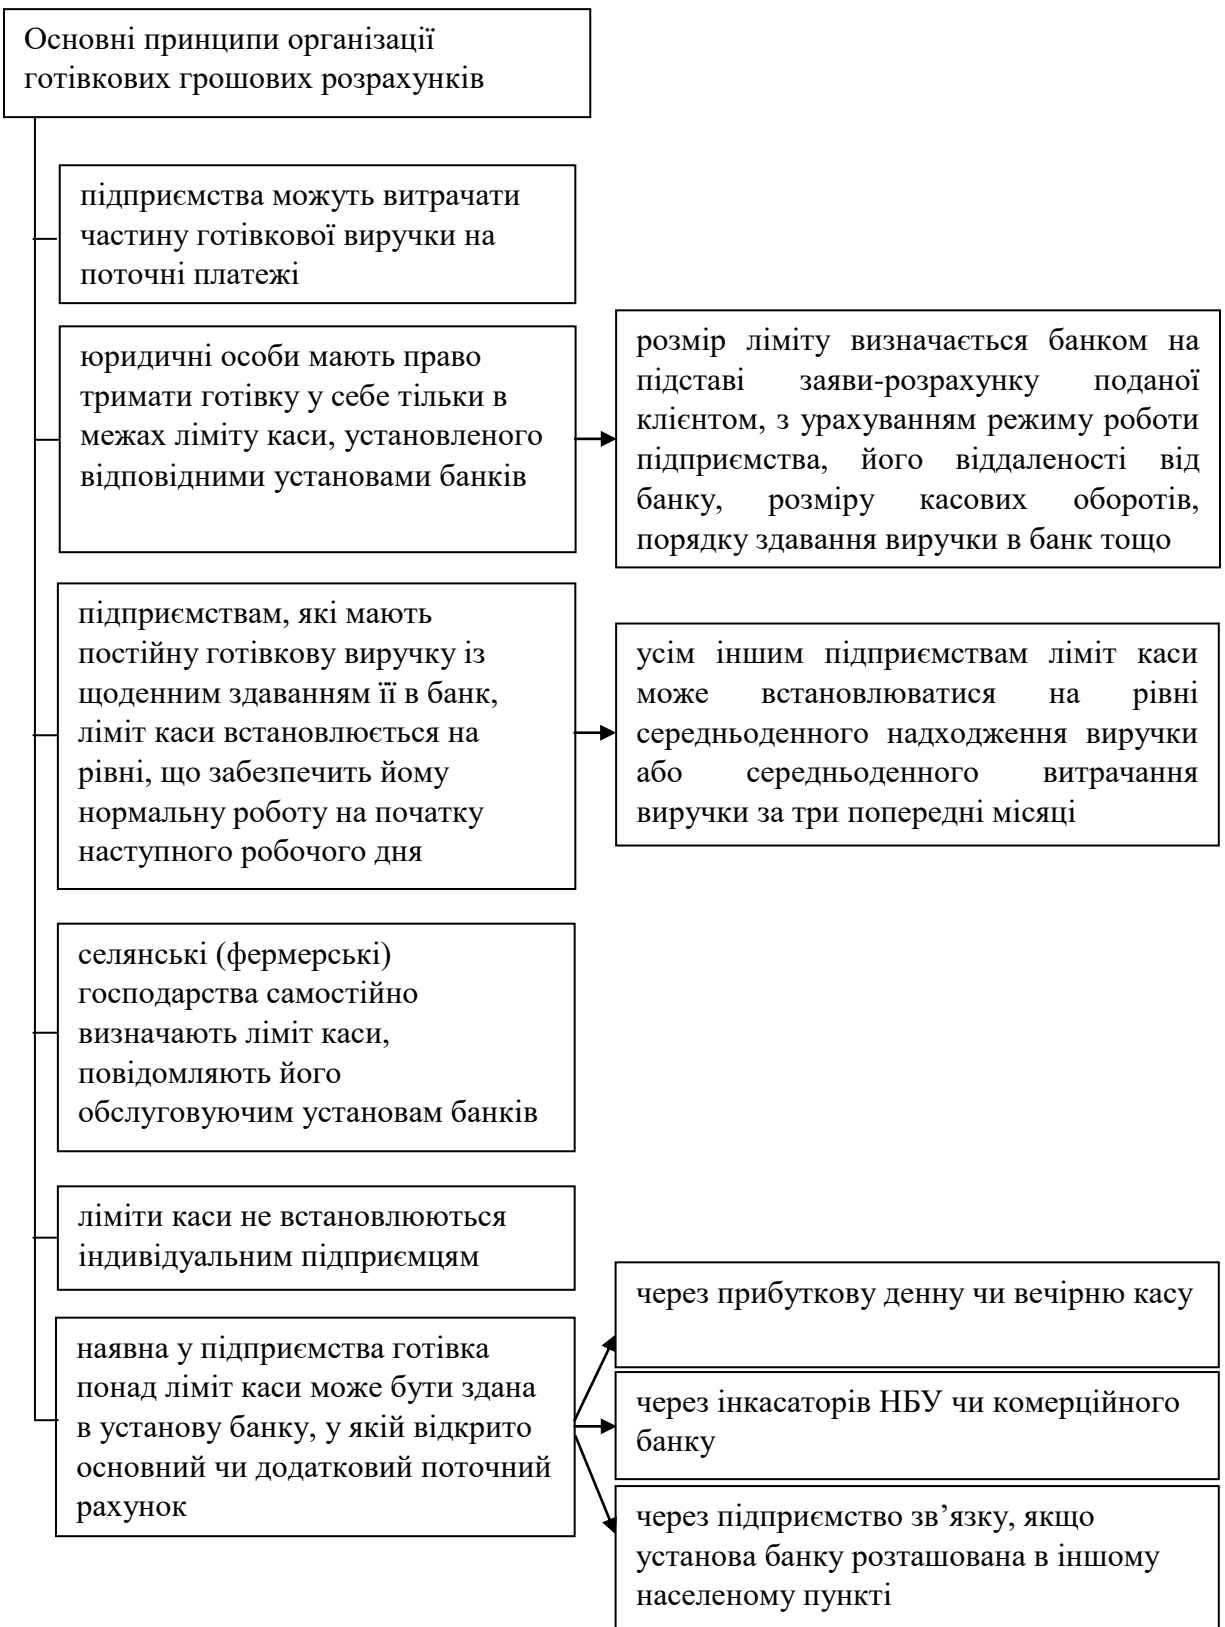 Основні принципи організації
готівкових грошових розрахунків
підприємства можуть витрачати
частину готівкової виручки на
поточні платежі
юридичні особи мають право
тримати готівку у себе тільки в
межах ліміту каси, установленого
відповідними установами банків
розмір ліміту визначається банком на
підставі заяви-розрахунку поданої
клієнтом, з урахуванням режиму роботи
підприємства, його віддаленості від
банку, розміру касових оборотів,
порядку здавання виручки в банк тощо
підприємствам, які мають
постійну готівкову виручку із
щоденним здаванням її в банк,
ліміт каси встановлюється на
рівні, що забезпечить йому
нормальну роботу на початку
наступного робочого дня
усім іншим підприємствам ліміт каси
може встановлюватися на рівні
середньоденного надходження виручки
або середньоденного витрачання
виручки за три попередні місяці
селянські (фермерські)
господарства самостійно
визначають ліміт каси,
повідомляють його
обслуговуючим установам банків
ліміти каси не встановлюються
індивідуальним підприємцям
наявна у підприємства готівка
понад ліміт каси може бути здана
в установу банку, у якій відкрито
основний чи додатковий поточний
рахунок
через прибуткову денну чи вечірню касу
через інкасаторів НБУ чи комерційного
банку
через підприємство зв’язку, якщо
установа банку розташована в іншому
населеному пункті